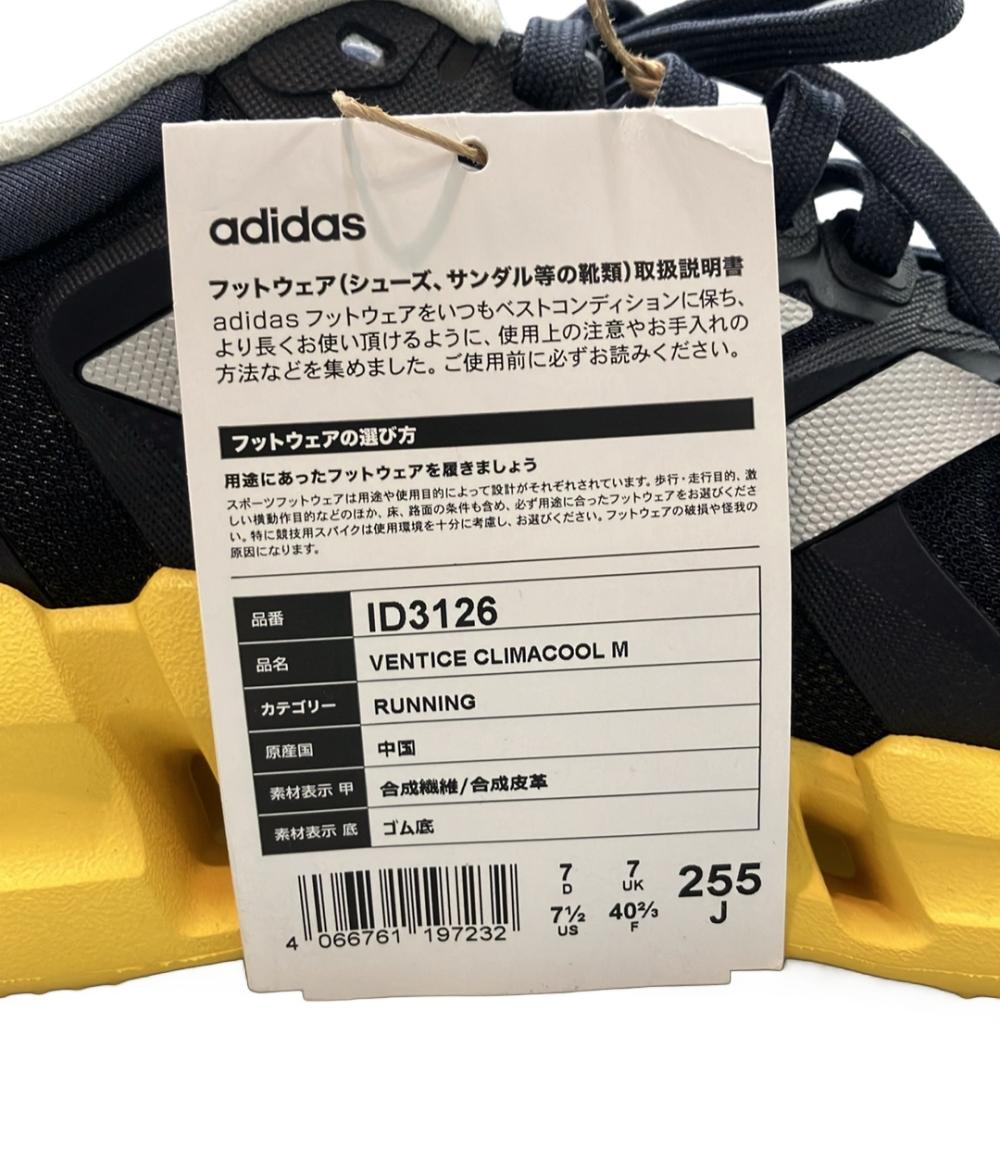 adidas
フットウェア(シューズ、サンダル等の靴類)取扱説明書
adidas フットウェアをいつもベストコンディションに保ち、
より長くお使い頂けるように、使用上の注意やお手入れの
方法などを集めました。ご使用前に必ずお読みください。
フットウェアの選び方
用途にあったフットウェアを履きましょう
スポーツフットウェアは用途や使用目的によって設計がそれぞれされています。歩行・走行目的、激
しい横動作目的などのほか、床、路面の条件も含め、必ず用途に合ったフットウェアをお選びくださ
い。特に競技用スパイクは使用環境を十分に考慮し、お選びください。フットウェアの破損や怪我の
原因になります。
品番 ID3126
品名 VENTICE CLIMACOOL M
カテゴリー RUNNING
原産国 中国
素材表示 甲 合成繊維/合成皮革
素材表示 底 ゴム底
7 7 255
D UK J
7½ 40⅔
US F
4 066761 197232